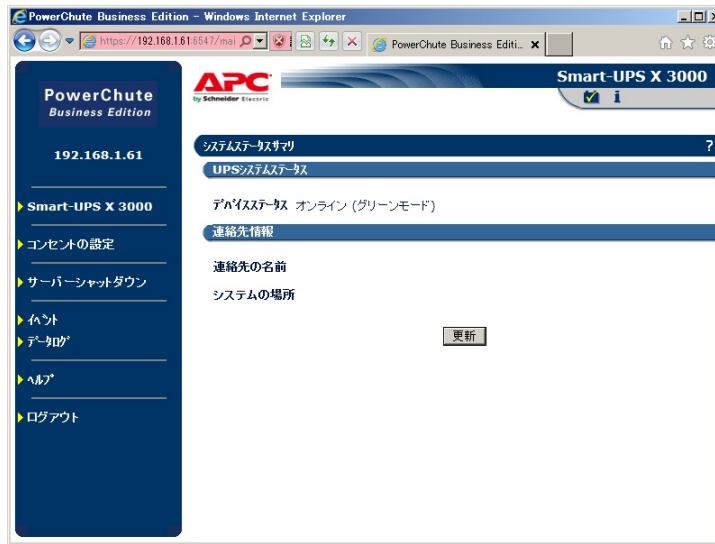 PowerChute Business Edition - Windows Internet Explorer
https://192.168.1.61:6547/mai
PowerChute Business Editi...
PowerChute
Business Edition
192.168.1.61
Smart-UPS X 3000
コンセントの設定
サーバーシャットダウン
ｲﾍﾞﾝﾄ
ﾃﾞｰﾀﾛｸﾞ
ﾍﾙﾌﾟ
ログアウト
APC
by Schneider Electric
Smart-UPS X 3000
i
ｼｽﾃﾑｽﾃｰﾀｽｻﾏﾘ
?
UPSｼｽﾃﾑｽﾃｰﾀｽ
ﾃﾞﾊﾞｲｽｽﾃｰﾀｽ オンライン (グリーンモード)
連絡先情報
連絡先の名前
システムの場所
更新